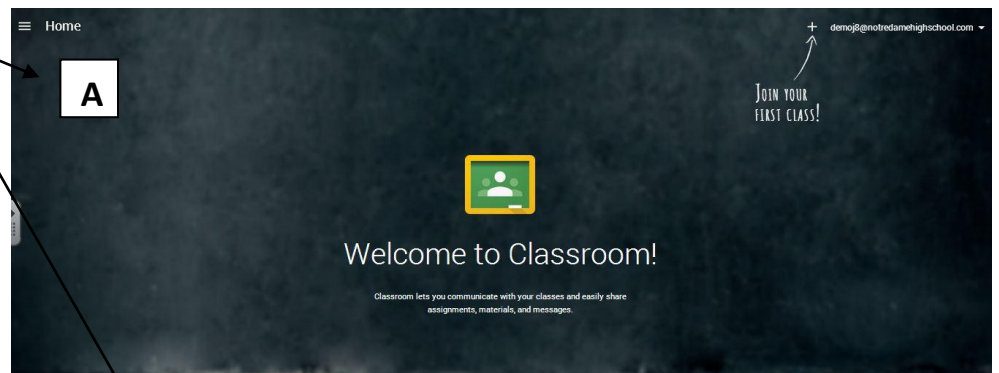 Home
demoj8@notredamehighschool.com
A
JOIN YOUR
FIRST CLASS!
Welcome to Classroom!
Classroom lets you communicate with your classes and easily share
assignments, materials, and messages.